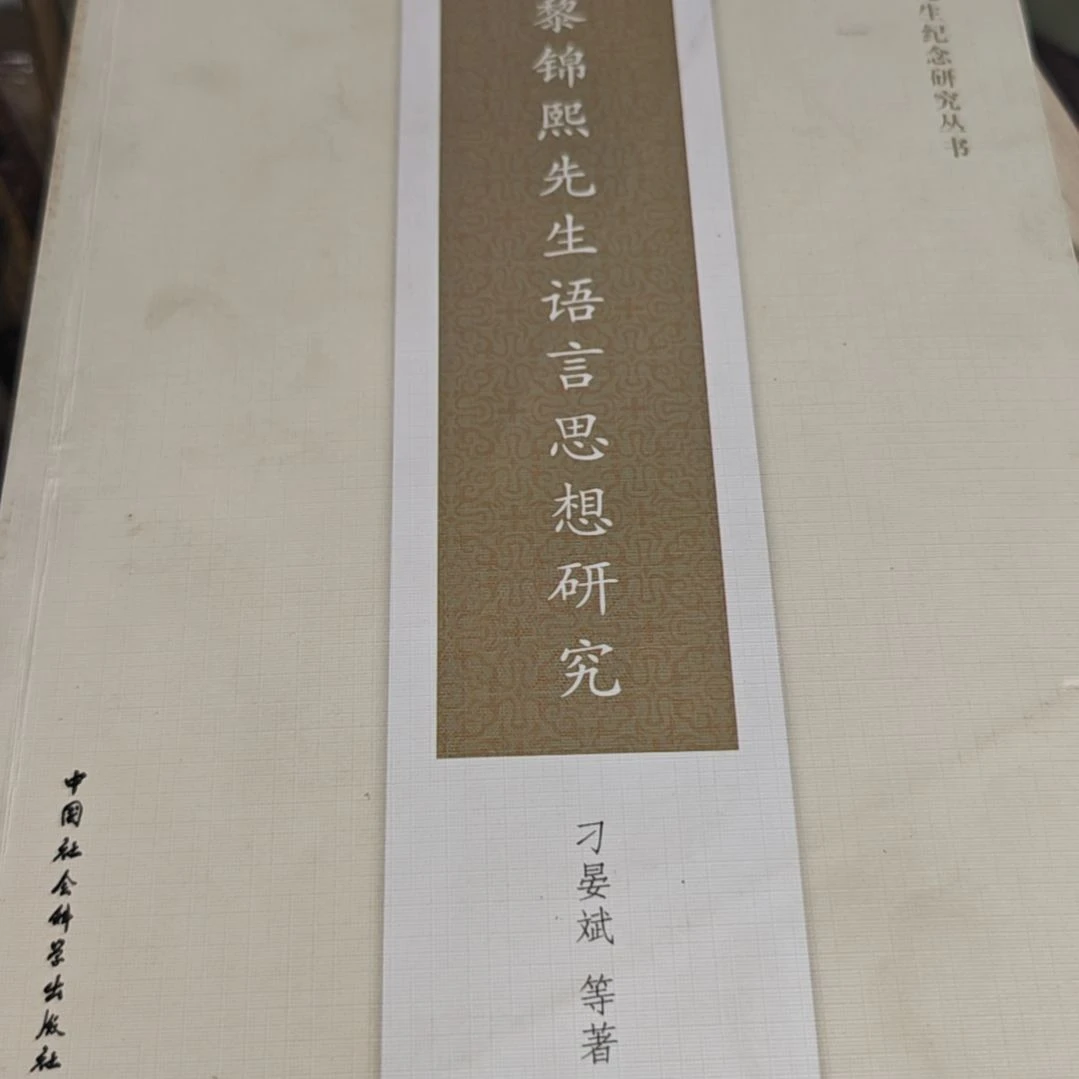 生纪念研究丛书
黎锦熙先生语言思想研究
刁晏斌 等著
中国社会科学出版社